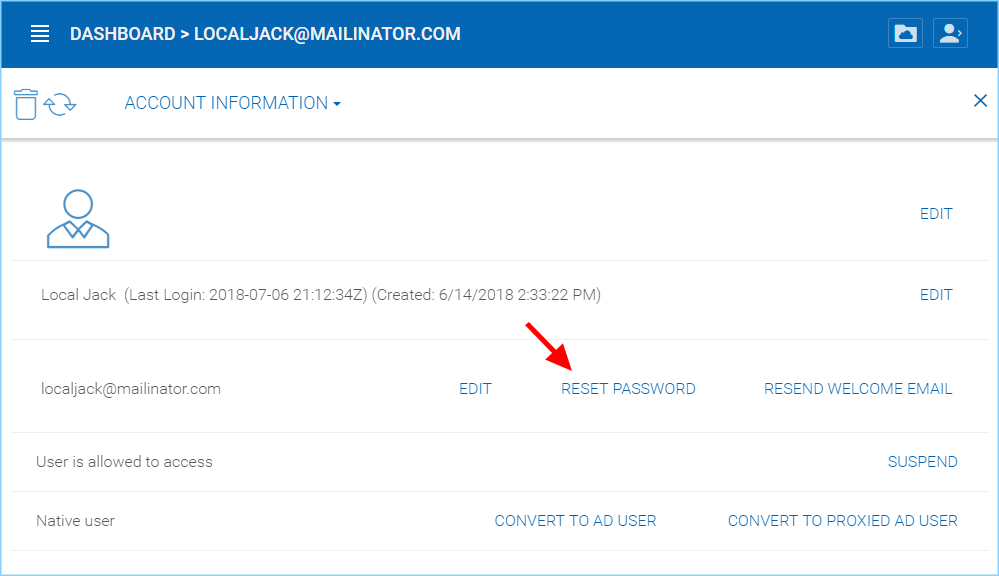 DASHBOARD > LOCALJACK@MAILINATOR.COM
ACCOUNT INFORMATION
EDIT
Local Jack (Last Login: 2018-07-06 21:12:34Z) (Created: 6/14/2018 2:33:22 PM) EDIT
localjack@mailinator.com EDIT RESET PASSWORD RESEND WELCOME EMAIL
User is allowed to access SUSPEND
Native user CONVERT TO AD USER CONVERT TO PROXIED AD USER